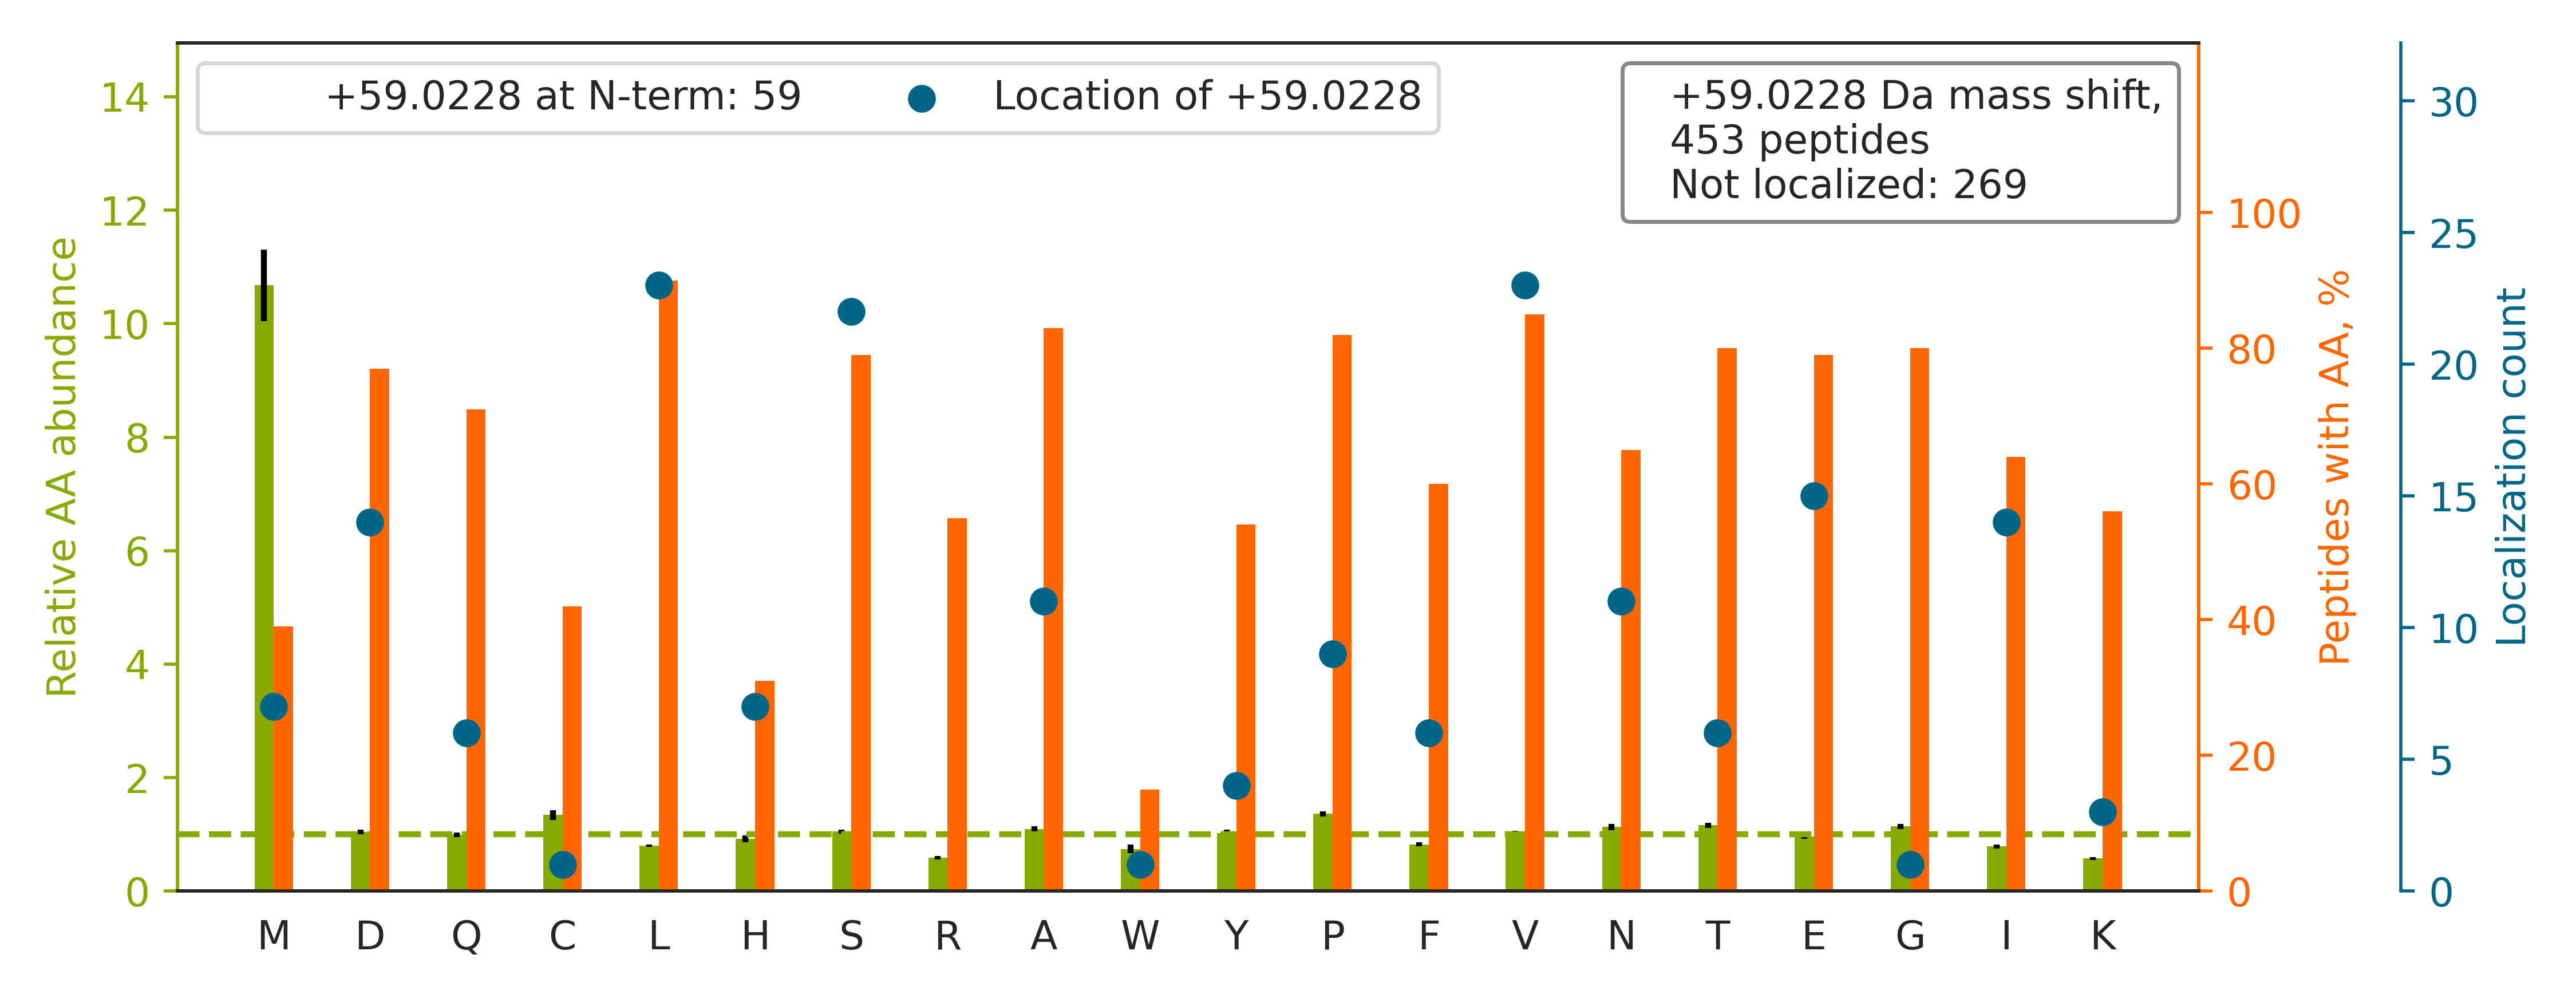 +59.0228 at N-term: 59
Location of +59.0228
+59.0228 Da mass shift,
453 peptides
Not localized: 269
Relative AA abundance
14
12
10
8
6
4
2
0
M D Q C L H S R A W Y P F V N T E G I K
100
80
60
40
20
0
Peptides with AA, %
30
25
20
15
10
5
0
Localization count